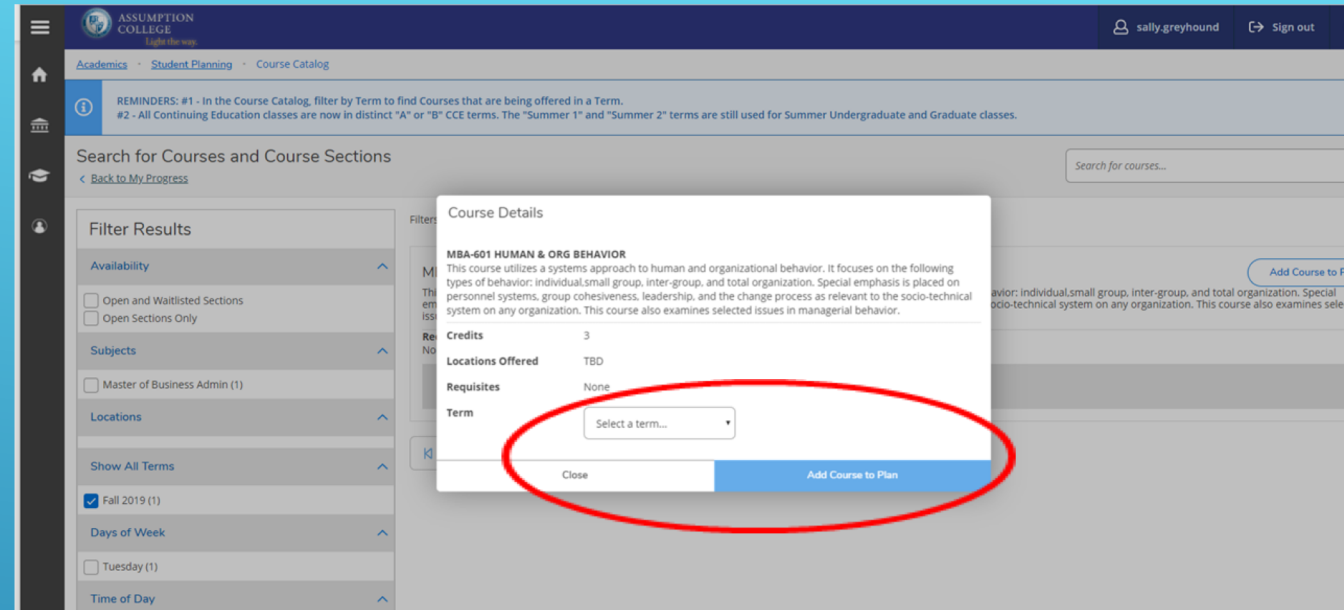 ASSUMPTION
COLLEGE
Light the way.
sally.greyhound
Sign out
Academics · Student Planning · Course Catalog
REMINDERS: #1 - In the Course Catalog, filter by Term to find Courses that are being offered in a Term.
#2 - All Continuing Education classes are now in distinct "A" or "B" CCE terms. The "Summer 1" and "Summer 2" terms are still used for Summer Undergraduate and Graduate classes.
Search for Courses and Course Sections
< Back to My Progress
Search for courses...
Filter Results
Availability
Open and Waitlisted Sections
Open Sections Only
Subjects
Master of Business Admin (1)
Locations
Show All Terms
Fall 2019 (1)
Days of Week
Tuesday (1)
Time of Day
Course Details
MBA-601 HUMAN & ORG BEHAVIOR
This course utilizes a systems approach to human and organizational behavior. It focuses on the following
types of behavior: individual,small group, inter-group, and total organization. Special emphasis is placed on
personnel systems, group cohesiveness, leadership, and the change process as relevant to the socio-technical
system on any organization. This course also examines selected issues in managerial behavior.
Credits 3
Locations Offered TBD
Requisites None
Term Select a term...
Close Add Course to Plan
Add Course to
individual,small group, inter-group, and total organization. Special
system on any organization. This course also examines